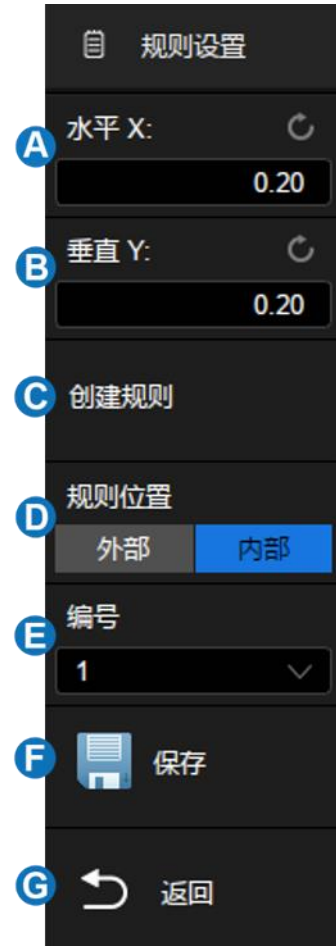 规则设置
A 水平 X:
0.20
B 垂直 Y:
0.20
C 创建规则
规则位置
D 外部 内部
E 编号
1
F 保存
G 返回